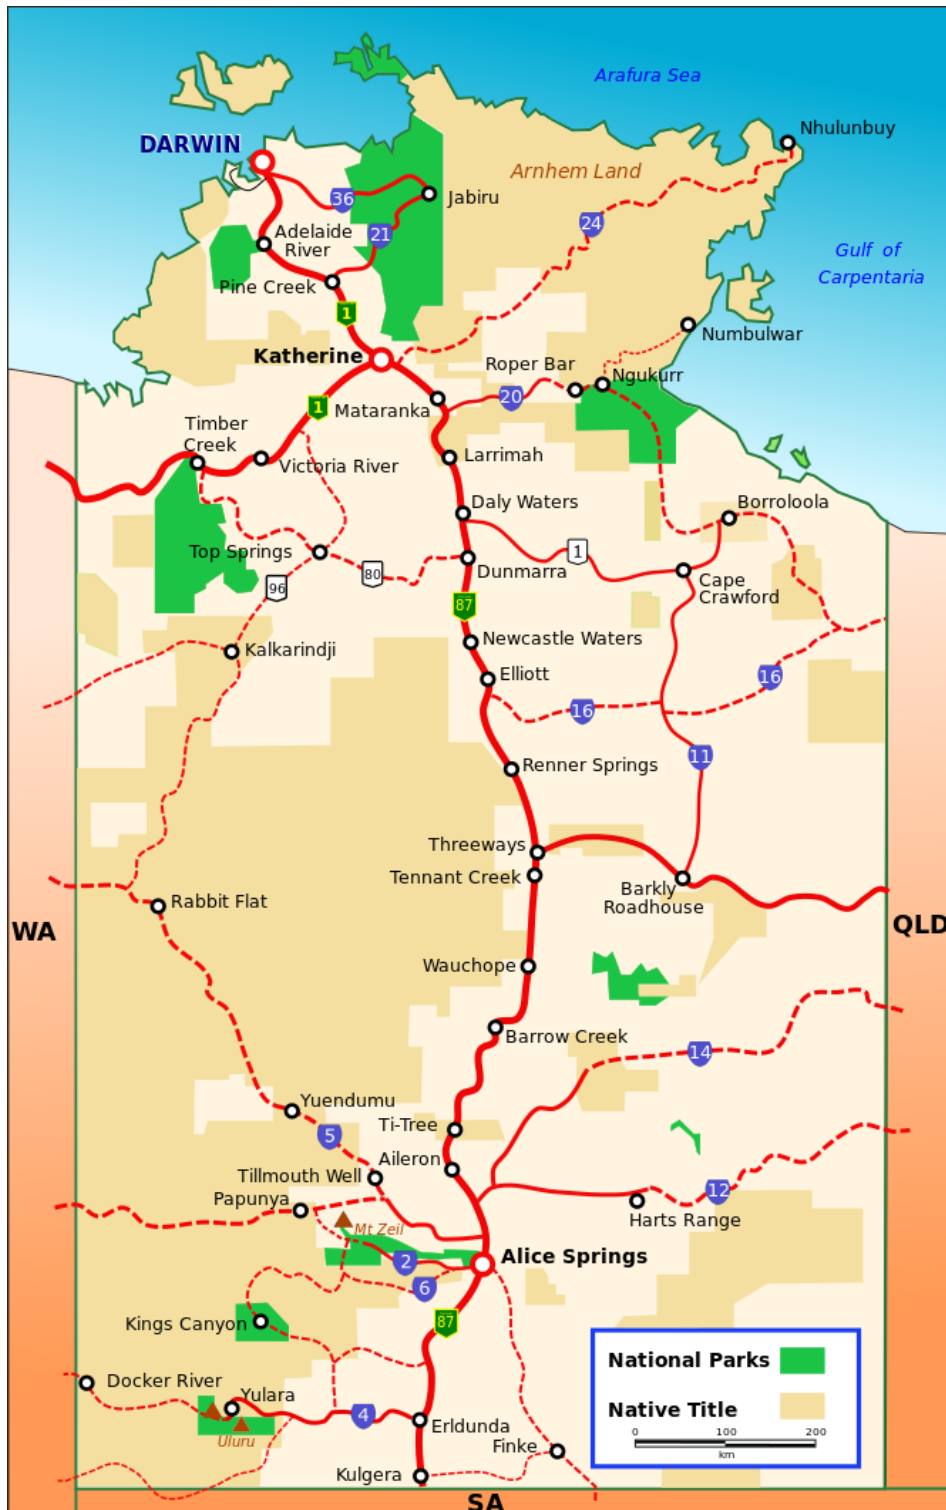 Arafura Sea
Nhulunbuy
DARWIN
Arnhem Land
36
Jabiru
24
21
Adelaide
River
Gulf of
Carpentaria
Pine Creek
1
Numbulwar
Katherine
Roper Bar
Ngukurr
20
Mataranka
1
Timber
Creek
Victoria River
Larrimah
Daly Waters
Borroloola
Top Springs
1
80
Dunmarra
Cape
Crawford
96
87
Newcastle Waters
Kalkarindji
Elliott
16
16
11
Renner Springs
Threeways
Tennant Creek
Barkly
Roadhouse
Rabbit Flat
WA
QLD
Wauchope
Barrow Creek
14
Yuendumu
Ti-Tree
5
Aileron
Tillmouth Well
Papunya
12
Harts Range
Mt Zeil
Alice Springs
2
6
87
Kings Canyon
National Parks
Docker River
Yulara
Native Title
4
Erldunda
Uluru
0 100 200
km
Finke
Kulgera
SA